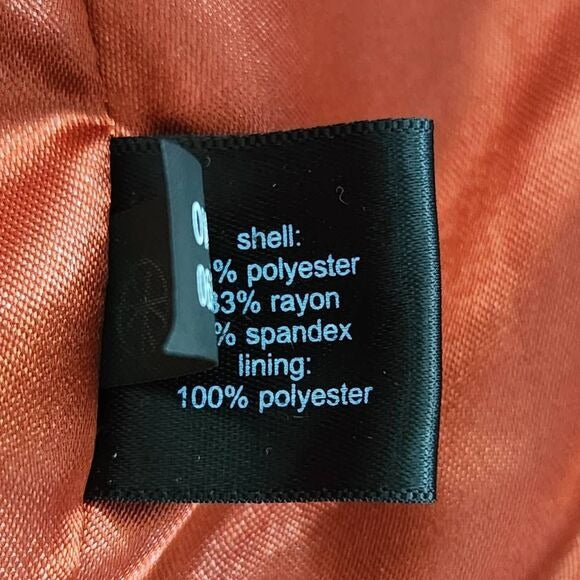 shell:
% polyester
33% rayon
% spandex
lining:
100% polyester